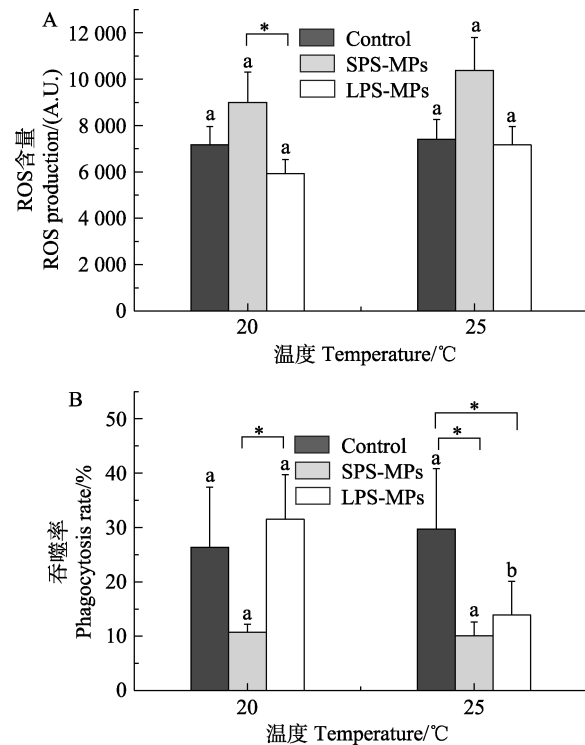 A
ROS含量
ROS production/(A.U.)
12 000
10 000
8 000
6 000
4 000
2 000
0
a
a
*
a
a
a
a
Control
SPS-MPs
LPS-MPs
20
25
温度 Temperature/℃
B
吞噬率
Phagocytosis rate/%
50
40
30
20
10
0
a
a
*
a
*
*
a
a
b
Control
SPS-MPs
LPS-MPs
20
25
温度 Temperature/℃